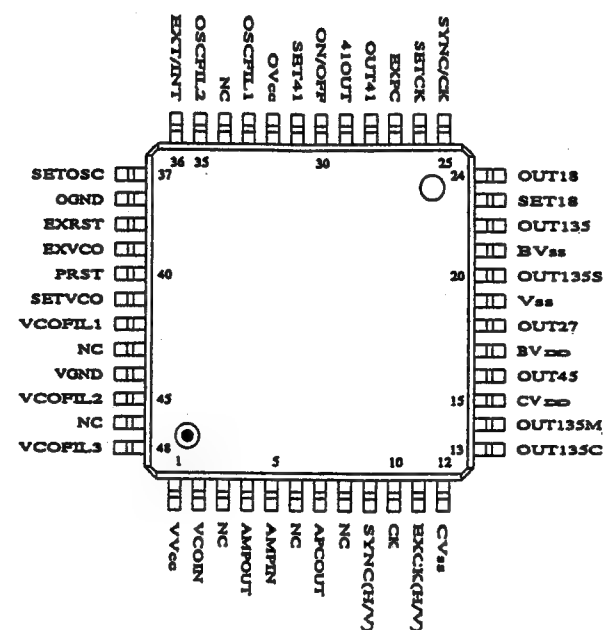 EXT/INT
OSCFIL2
NC
OSCFIL1
OVcc
SET41
ON/OFF
41OUT
OUT41
EXPC
SETCK
SYNC/CK
36 35 30 25
SETOSC 37 24 OUT18
OGND SET18
EXRST OUT135
EXVCO BVss
PRST 40 20 OUT135S
SETVCO Vss
VCOFIL1 OUT27
NC BVDD
VGND OUT45
VCOFIL2 45 15 CVDD
NC OUT135M
VCOFIL3 48 13 OUT135C
1 5 10 12
VVcc
VCOIN
NC
AMPOUT
AMPIN
NC
APCOUT
NC
SYNC(H/V)
CK
EXCK(H/V)
CVss